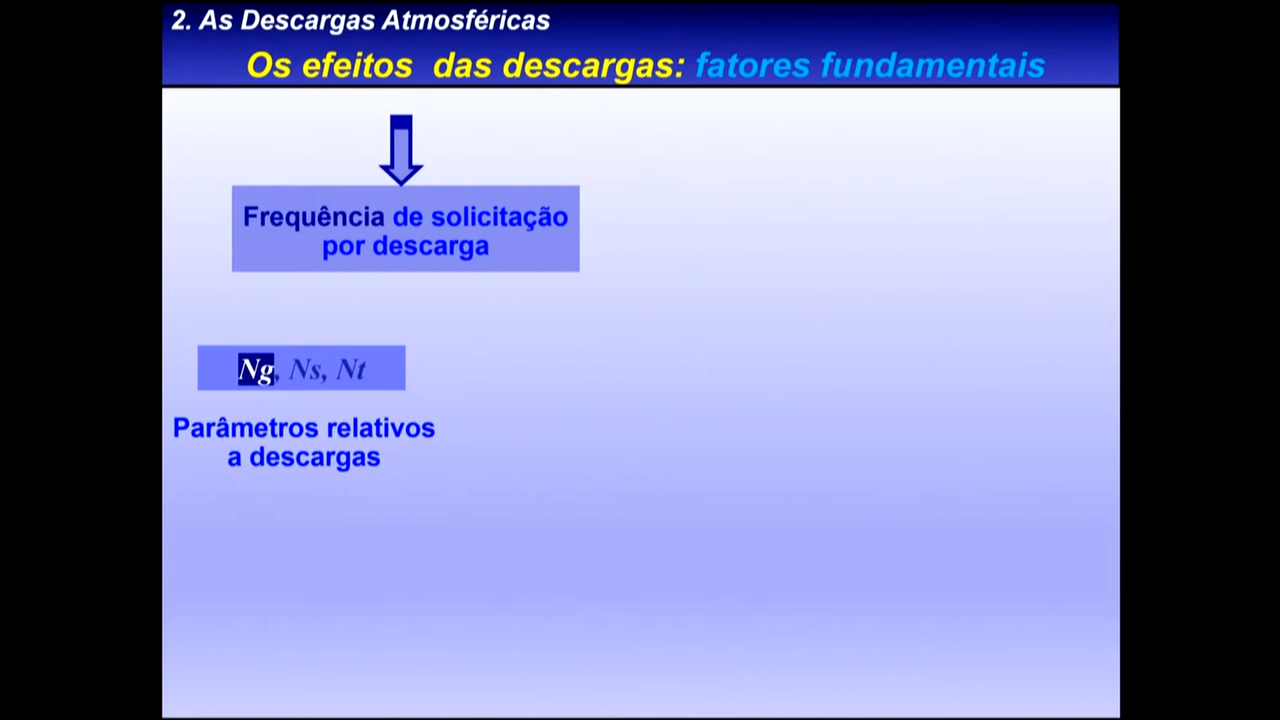 2. As Descargas Atmosféricas
Os efeitos das descargas: fatores fundamentais
Frequência de solicitação
por descarga
Ng, Ns, Nt
Parâmetros relativos
a descargas